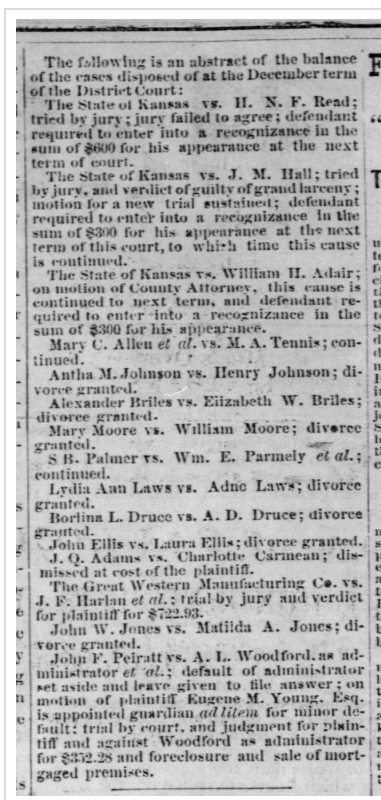 The following is an abstract of the balance
of the cases disposed of at the December term
of the District Court:
The State of Kansas vs. H. N. F. Read;
tried by jury; jury failed to agree; defendant
required to enter into a recognizance in the
sum of $600 for his appearance at the next
term of court.
The State of Kansas vs. J. M. Hall; tried
by jury, and verdict of guilty of grand larceny;
motion for a new trial sustained; defendant
required to enter into a recognizance in the
sum of $300 for his appearance at the next
term of this court, to which time this cause
is continued.
The State of Kansas vs. William H. Adair;
on motion of County Attorney, this cause is
continued to next term, and defendant re-
quired to enter into a recognizance in the
sum of $300 for his appearance.
Mary C. Allen et al. vs. M. A. Tennis; con-
tinued.
Antha M. Johnson vs. Henry Johnson; di-
vorce granted.
Alexander Briles vs. Elizabeth W. Briles;
divorce granted.
Mary Moore vs. William Moore; divorce
granted.
S B. Palmer vs. Wm. E. Parmely et al.;
continued.
Lydia Ann Laws vs. Adne Laws; divorce
granted.
Borlina L. Druce vs. A. D. Druce; divorce
granted.
John Ellis vs. Laura Ellis; divorce granted.
J. Q. Adams vs. Charlotte Carmean; dis-
missed at cost of the plaintiff.
The Great Western Manufacturing Co. vs.
J. F. Harlan et al.; trial by jury and verdict
for plaintiff for $722.93.
John W. Jones vs. Matilda A. Jones; di-
vorce granted.
John F. Peiratt vs. A. L. Woodford, as ad-
ministrator et al.; default of administrator
set aside and leave given to file answer; on
motion of plaintiff Eugene M. Young, Esq.
is appointed guardian ad litem for minor de-
fault; trial by court, and judgment for plain-
tiff and against Woodford as administrator
for $352.28 and foreclosure and sale of mort-
gaged premises.